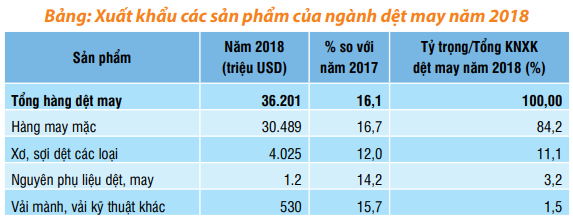 Bảng: Xuất khẩu các sản phẩm của ngành dệt may năm 2018
Sản phẩm Năm 2018 (triệu USD) % so với năm 2017 Tỷ trọng/Tổng KNXK dệt may năm 2018 (%)
Tổng hàng dệt may 36.201 16,1 100,00
Hàng may mặc 30.489 16,7 84,2
Xơ, sợi dệt các loại 4.025 12,0 11,1
Nguyên phụ liệu dệt, may 1.2 14,2 3,2
Vải mành, vải kỹ thuật khác 530 15,7 1,5